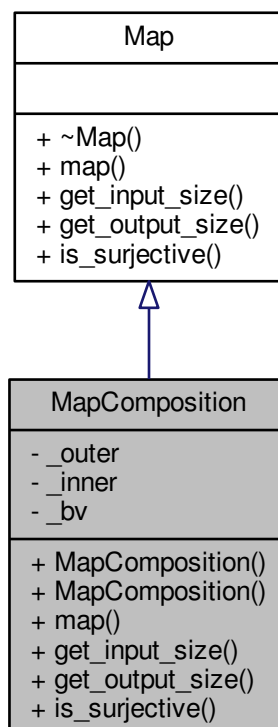 Map
+ ~Map()
+ map()
+ get_input_size()
+ get_output_size()
+ is_surjective()
MapComposition
- _outer
- _inner
- _bv
+ MapComposition()
+ MapComposition()
+ map()
+ get_input_size()
+ get_output_size()
+ is_surjective()